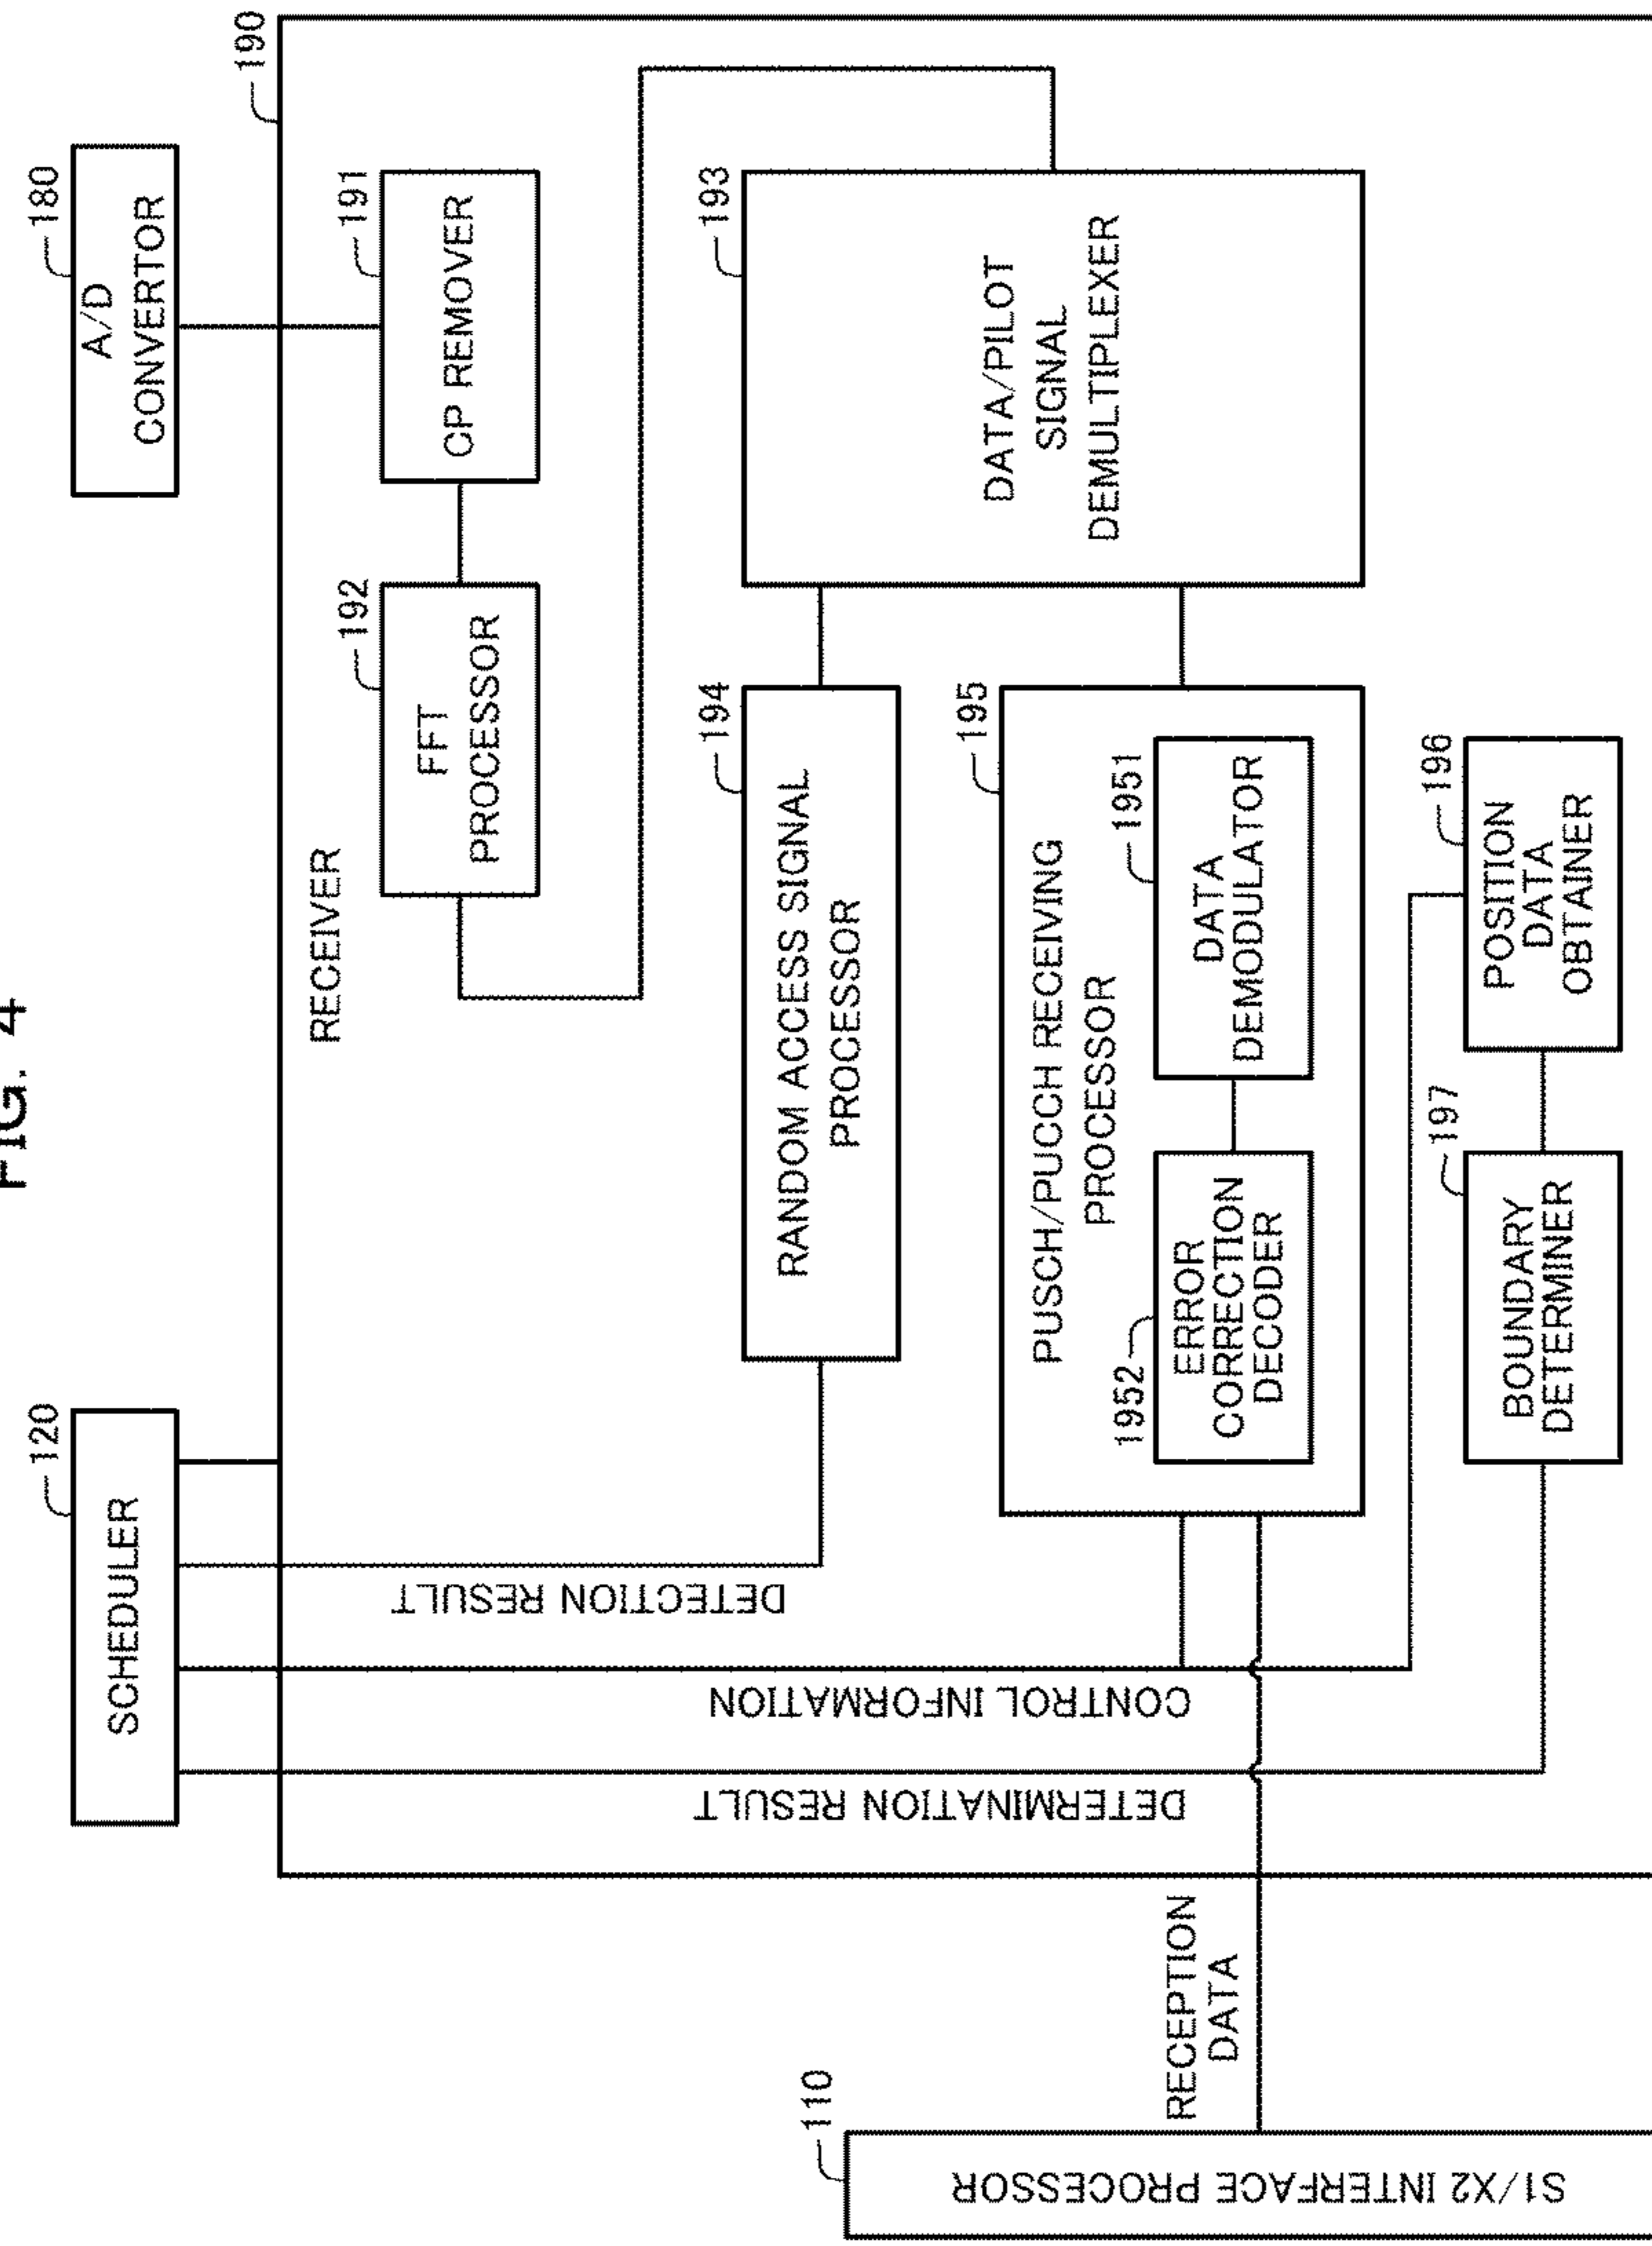 FIG. 4
120
SCHEDULER
180
A/D
CONVERTOR
190
RECEIVER
192
FFT
PROCESSOR
191
CP REMOVER
DETECTION RESULT
CONTROL INFORMATION
DETERMINATION RESULT
194
RANDOM ACCESS SIGNAL
PROCESSOR
193
DATA/PILOT
SIGNAL
DEMULTIPLEXER
195
PUSCH/PUCCH RECEIVING
PROCESSOR
1952
ERROR
CORRECTION
DECODER
1951
DATA
DEMODULATOR
110
S1/X2 INTERFACE PROCESSOR
RECEPTION
DATA
197
BOUNDARY
DETERMINER
196
POSITION
DATA
OBTAINER